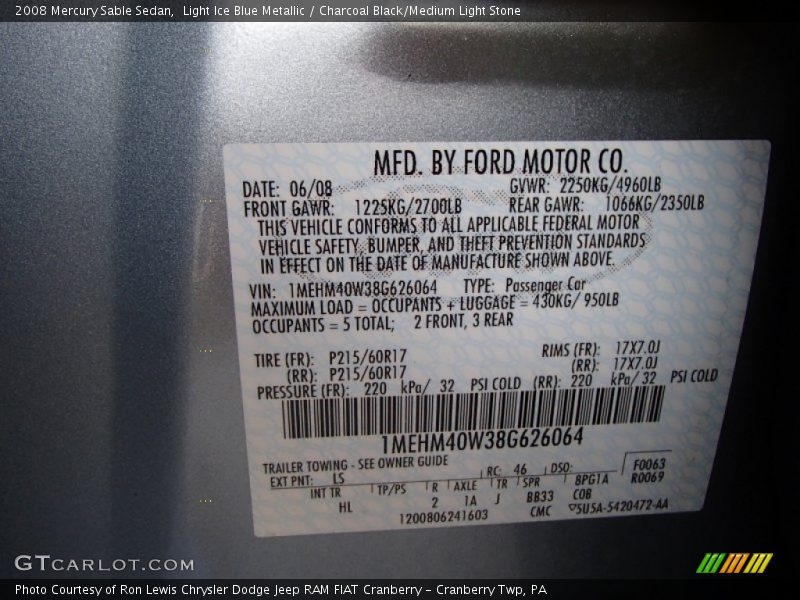 2008 Mercury Sable Sedan,  Light Ice Blue Metallic / Charcoal Black/Medium Light Stone
MFD. BY FORD MOTOR CO.
DATE: 06/08 GVWR: 2250KG/4960LB
FRONT GAWR: 1225KG/2700LB REAR GAWR: 1066KG/2350LB
THIS VEHICLE CONFORMS TO ALL APPLICABLE FEDERAL MOTOR
VEHICLE SAFETY, BUMPER, AND THEFT PREVENTION STANDARDS
IN EFFECT ON THE DATE OF MANUFACTURE SHOWN ABOVE.
VIN: 1MEHM40W38G626064 TYPE: Passenger Car
MAXIMUM LOAD = OCCUPANTS + LUGGAGE = 430KG/ 950LB
OCCUPANTS = 5 TOTAL; 2 FRONT, 3 REAR
TIRE (FR): P215/60R17 RIMS (FR): 17X7.0J
(RR): P215/60R17 (RR): 17X7.0J
PRESSURE (FR): 220 kPa/ 32 PSI COLD (RR): 220 kPa/ 32 PSI COLD
1MEHM40W38G626064
TRAILER TOWING - SEE OWNER GUIDE
EXT PNT: LS RC: 46 DSO: F0063
R0069
INT TR TP/PS R AXLE TR SPR 8PG1A
HL 2 1A J BB33 COB
1200806241603 CMC ▽5U5A-5420472-AA
GTCARLOT.COM
Photo Courtesy of Ron Lewis Chrysler Dodge Jeep RAM FIAT Cranberry – Cranberry Twp, PA